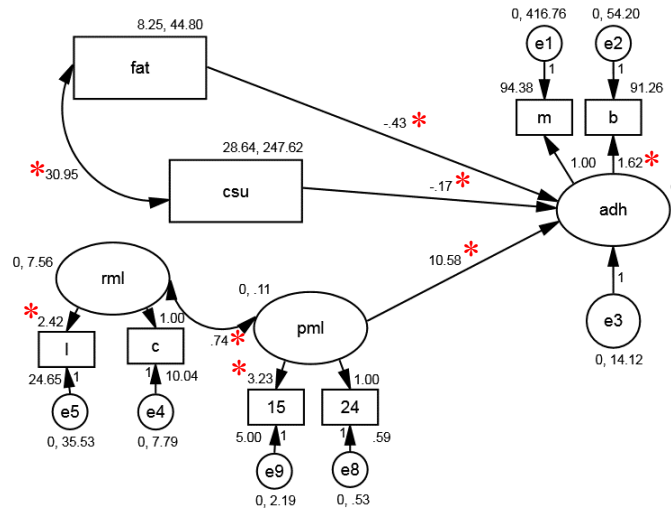 0, 416.76
0, 54.20
8.25, 44.80
e1
e2
1
1
fat
94.38
91.26
m
b
-.43 *
28.64, 247.62
1.00
1.62 *
*30.95
csu
-.17 *
adh
10.58 *
0, 7.56
rml
0, .11
1
*
2.42
1.00
.74 *
pml
e3
l
c
*
3.23
1.00
0, 14.12
24.65
1
1
10.04
15
24
e5
e4
5.00
1
1
.59
0, 35.53
0, 7.79
e9
e8
0, 2.19
0, .53